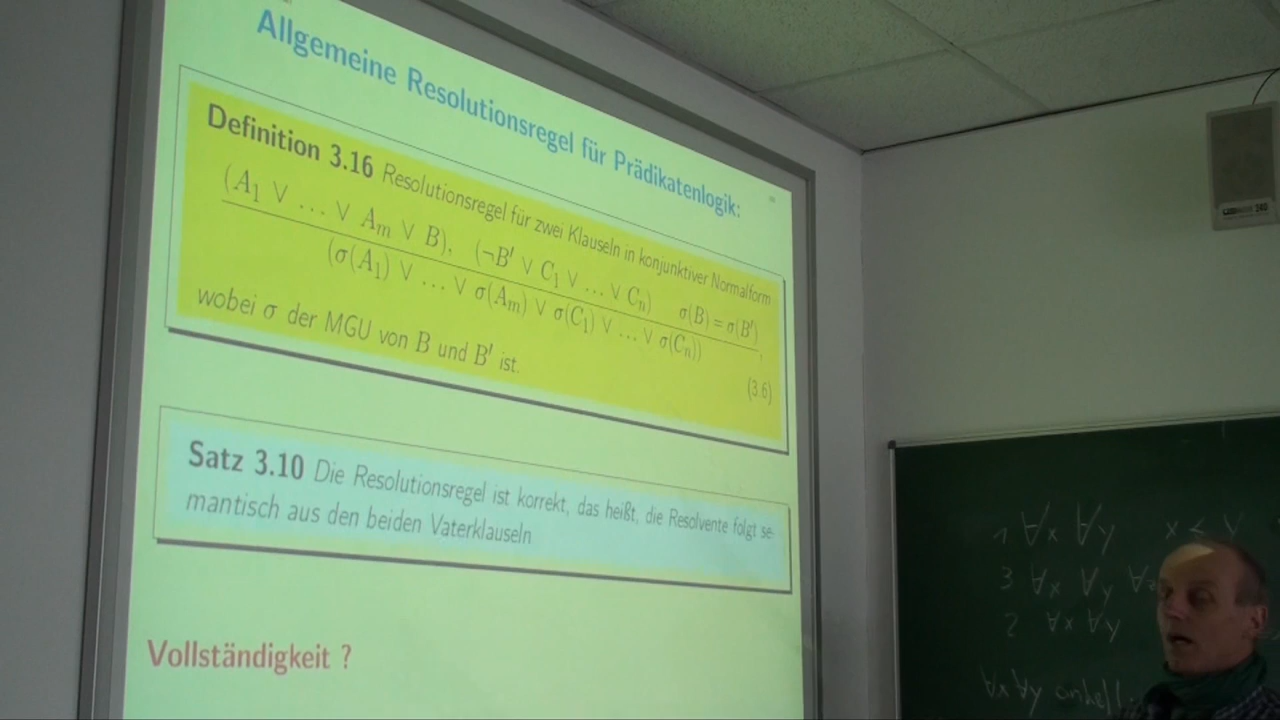 Allgemeine Resolutionsregel für Prädikatenlogik:
Definition 3.16 Resolutionsregel für zwei Klauseln in konjunktiver Normalform
(A₁ ∨ … ∨ Aₘ ∨ B), (¬B′ ∨ C₁ ∨ … ∨ Cₙ) σ(B) = σ(B′)
(σ(A₁) ∨ … ∨ σ(Aₘ) ∨ σ(C₁) ∨ … ∨ σ(Cₙ)) ,
(3.6)
wobei σ der MGU von B und B′ ist.
Satz 3.10 Die Resolutionsregel ist korrekt, das heißt, die Resolvente folgt se-
mantisch aus den beiden Vaterklauseln
Vollständigkeit ?
1 ∀x ∀y x < y
3 ∀x ∀y
2 ∀x ∀y
∀x ∀y